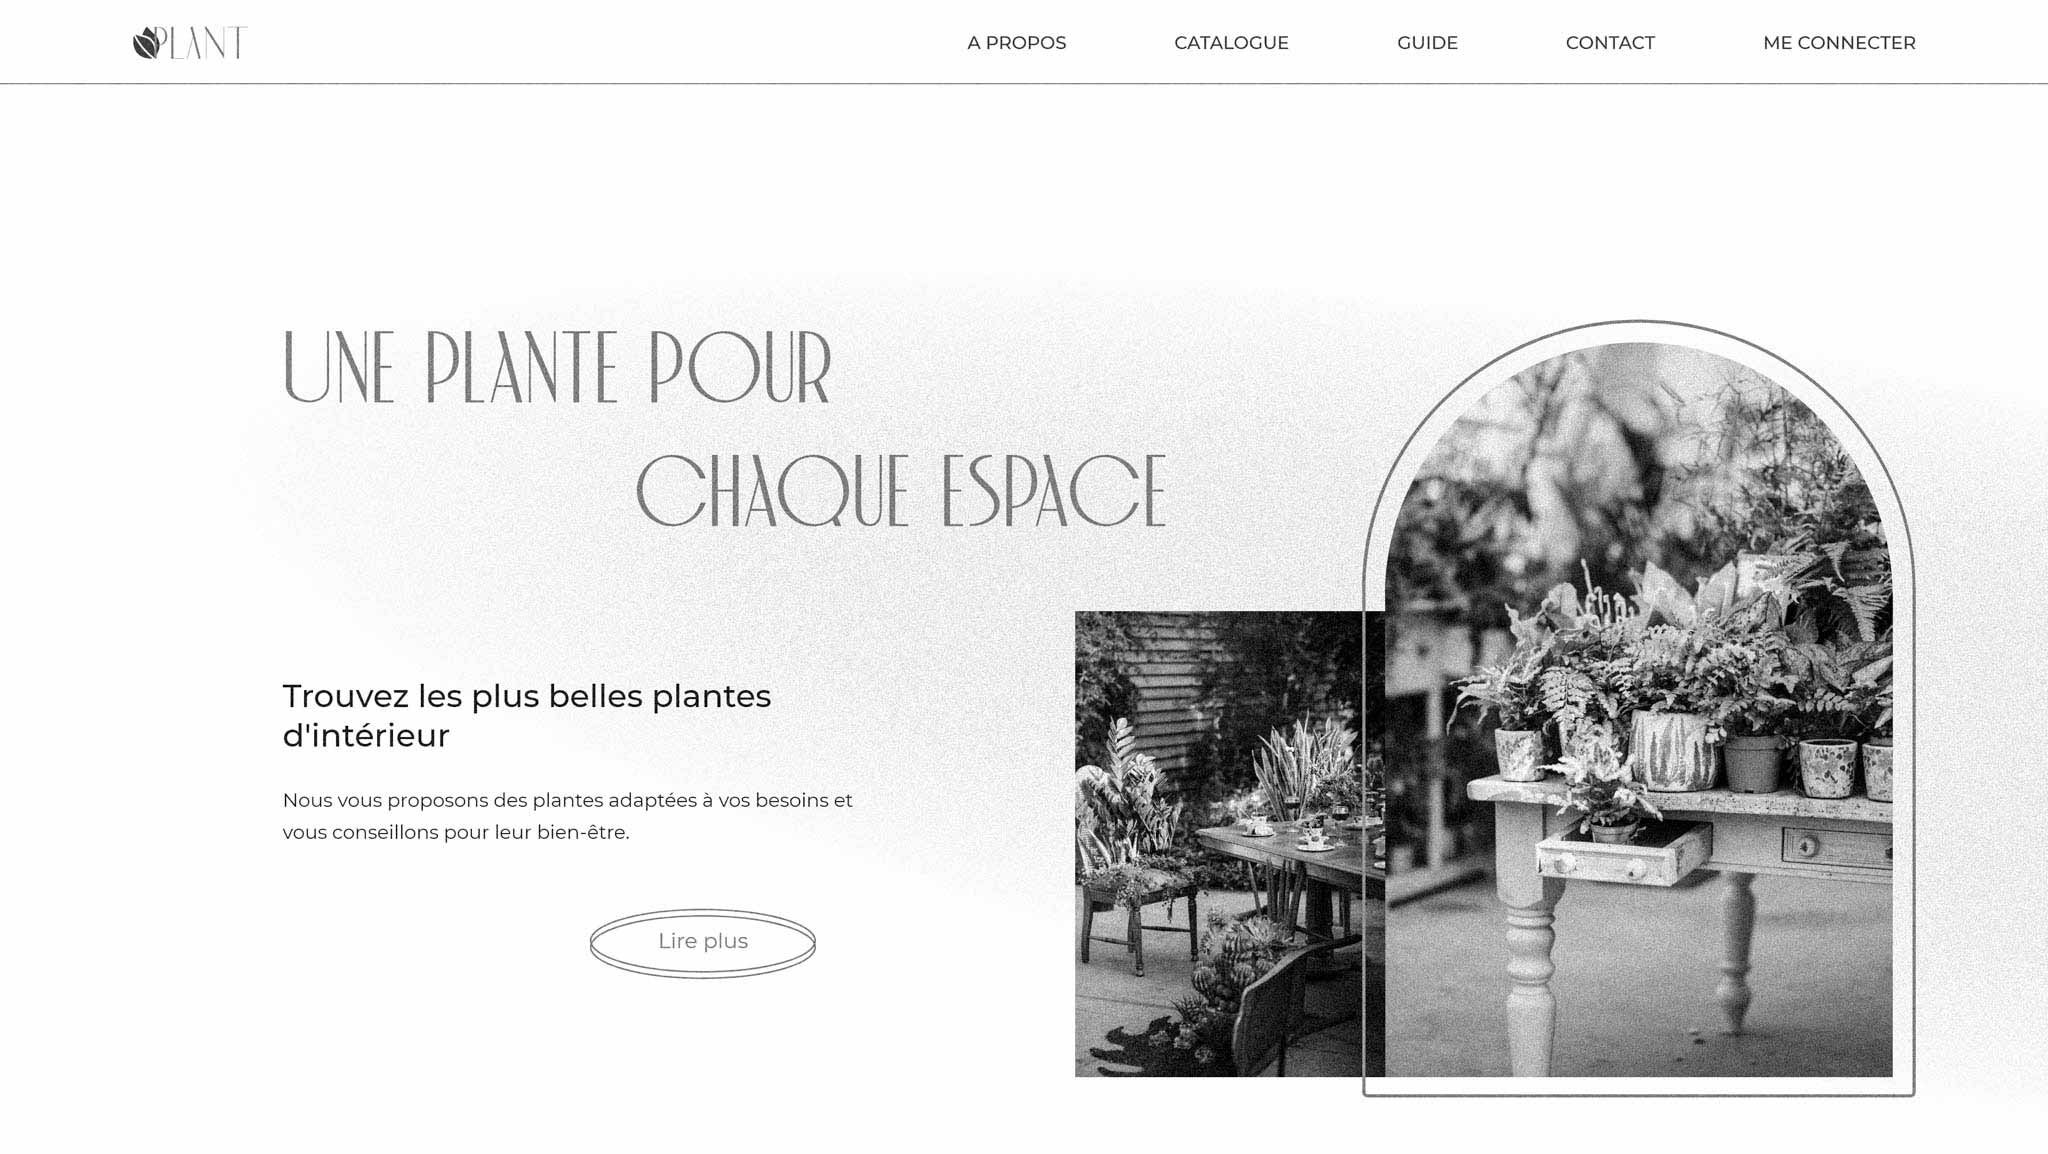 PLANT
A PROPOS
CATALOGUE
GUIDE
CONTACT
ME CONNECTER
UNE PLANTE POUR
CHAQUE ESPACE
Trouvez les plus belles plantes
d'intérieur
Nous vous proposons des plantes adaptées à vos besoins et
vous conseillons pour leur bien-être.
Lire plus